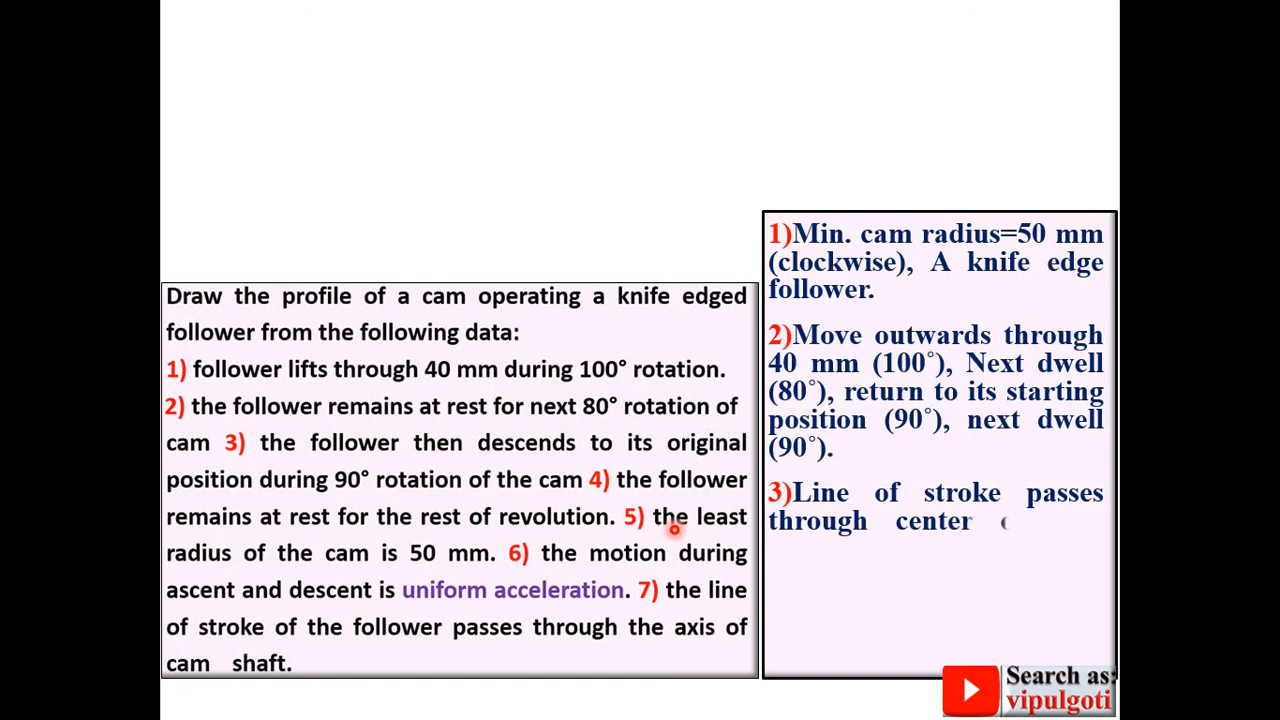 Draw the profile of a cam operating a knife edged
follower from the following data:
1) follower lifts through 40 mm during 100° rotation.
2) the follower remains at rest for next 80° rotation of
cam 3) the follower then descends to its original
position during 90° rotation of the cam 4) the follower
remains at rest for the rest of revolution. 5) the least
radius of the cam is 50 mm. 6) the motion during
ascent and descent is uniform acceleration. 7) the line
of stroke of the follower passes through the axis of
cam shaft.
1)Min. cam radius=50 mm
(clockwise), A knife edge
follower.
2)Move outwards through
40 mm (100°), Next dwell
(80°), return to its starting
position (90°), next dwell
(90°).
3)Line of stroke passes
through center
Search as:
vipulgoti